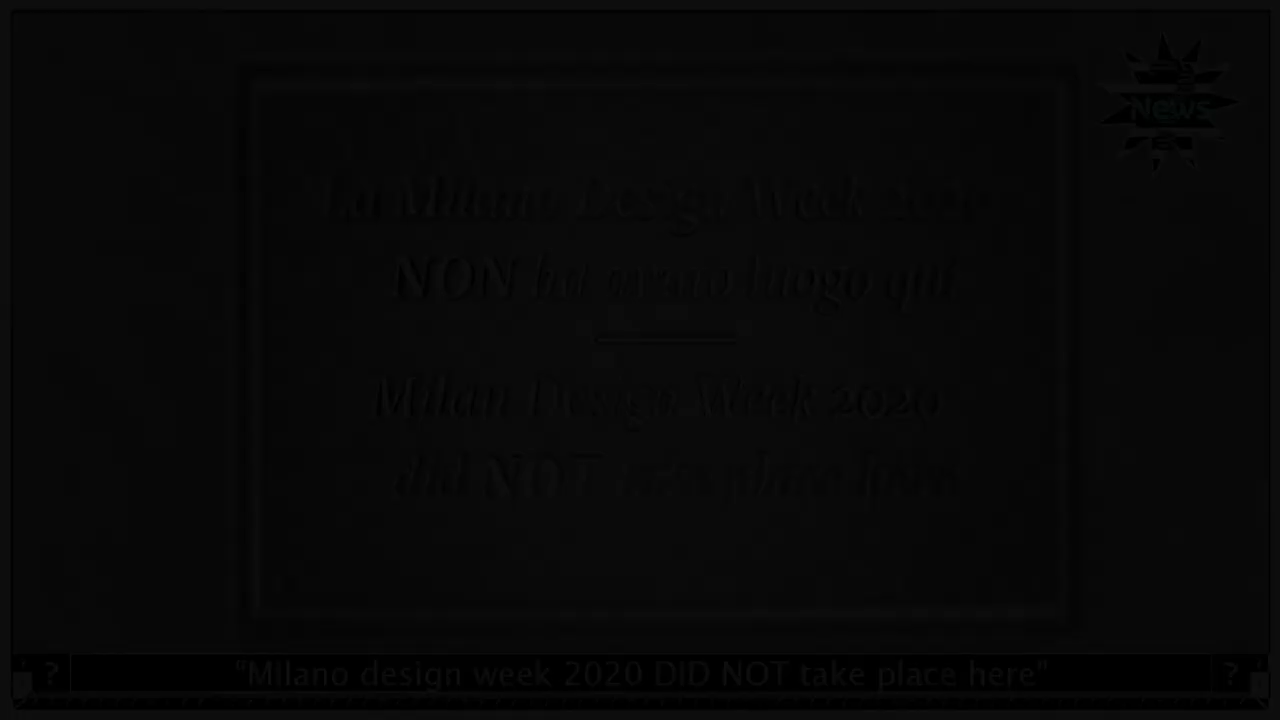 La Milano Design Week 2020
NON ha avuto luogo qui
Milan Design Week 2020
did NOT take place here
News
? "Milano design week 2020 DID NOT take place here" ?